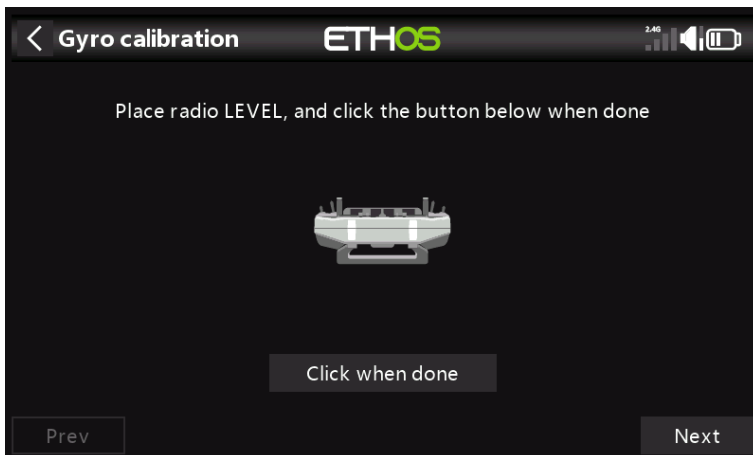 Gyro calibration
ETHOS
2.4G
Place radio LEVEL, and click the button below when done
Click when done
Prev
Next